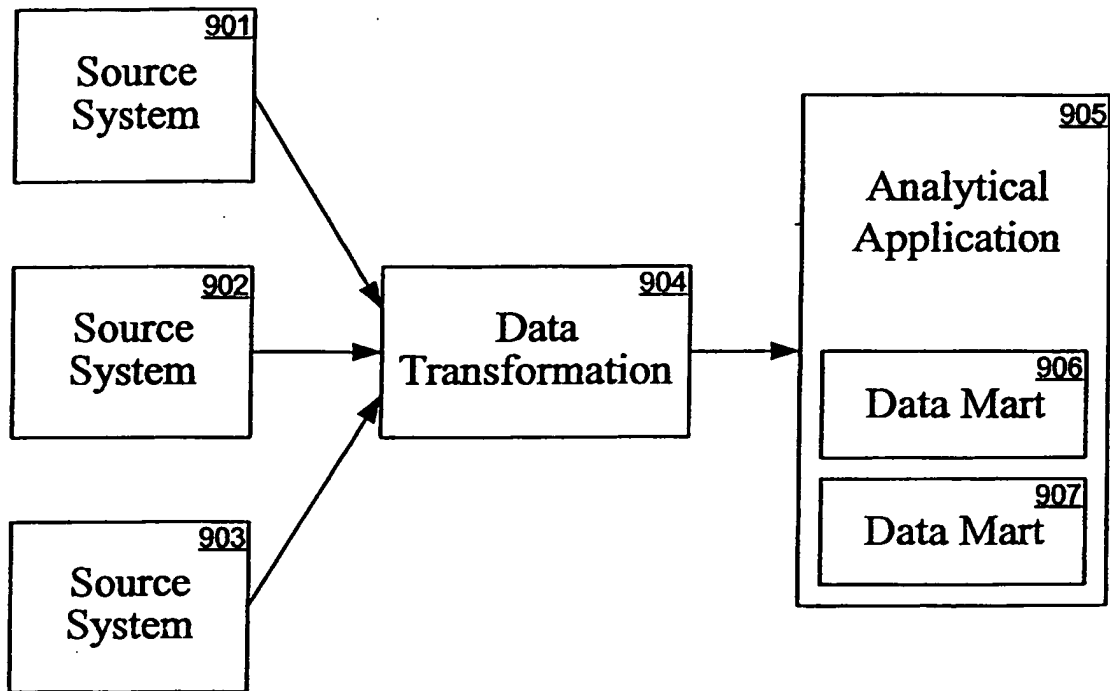 901
Source
System
902
Source
System
903
Source
System
904
Data
Transformation
905
Analytical
Application
906
Data Mart
907
Data Mart